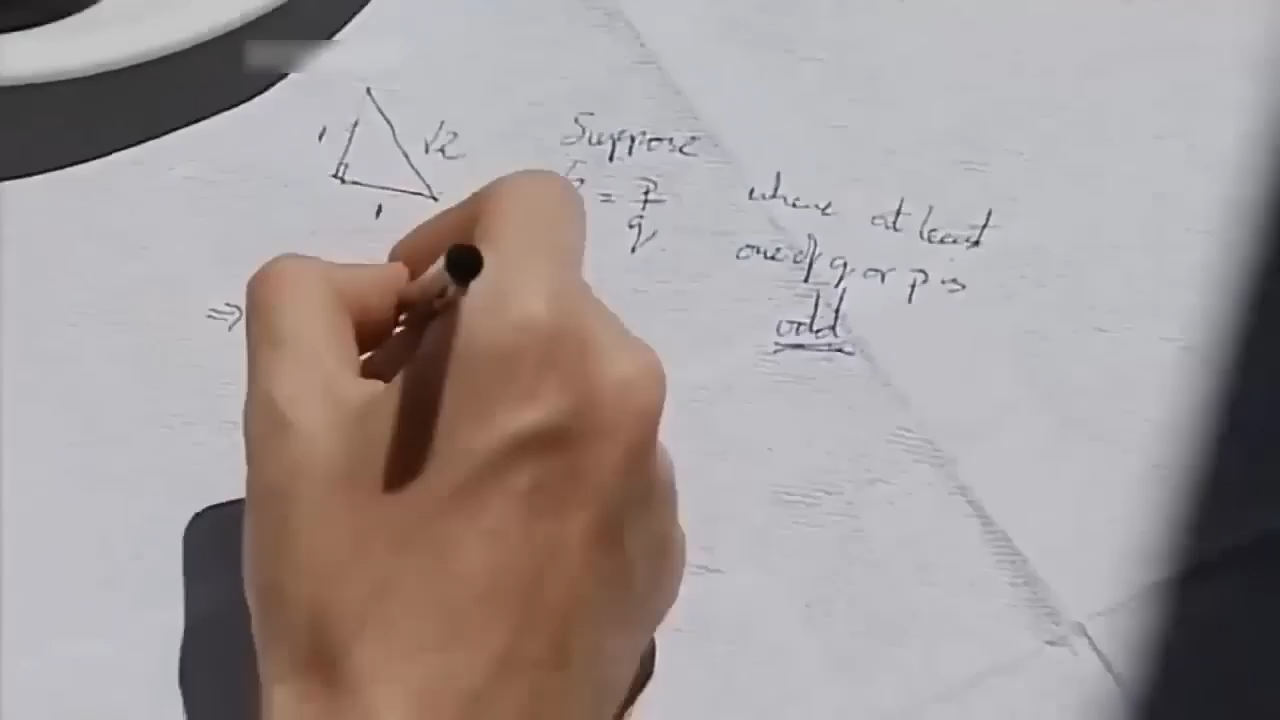 1
√2
1
Suppose
= p
q
where at least
one of q or p is
odd
⇒